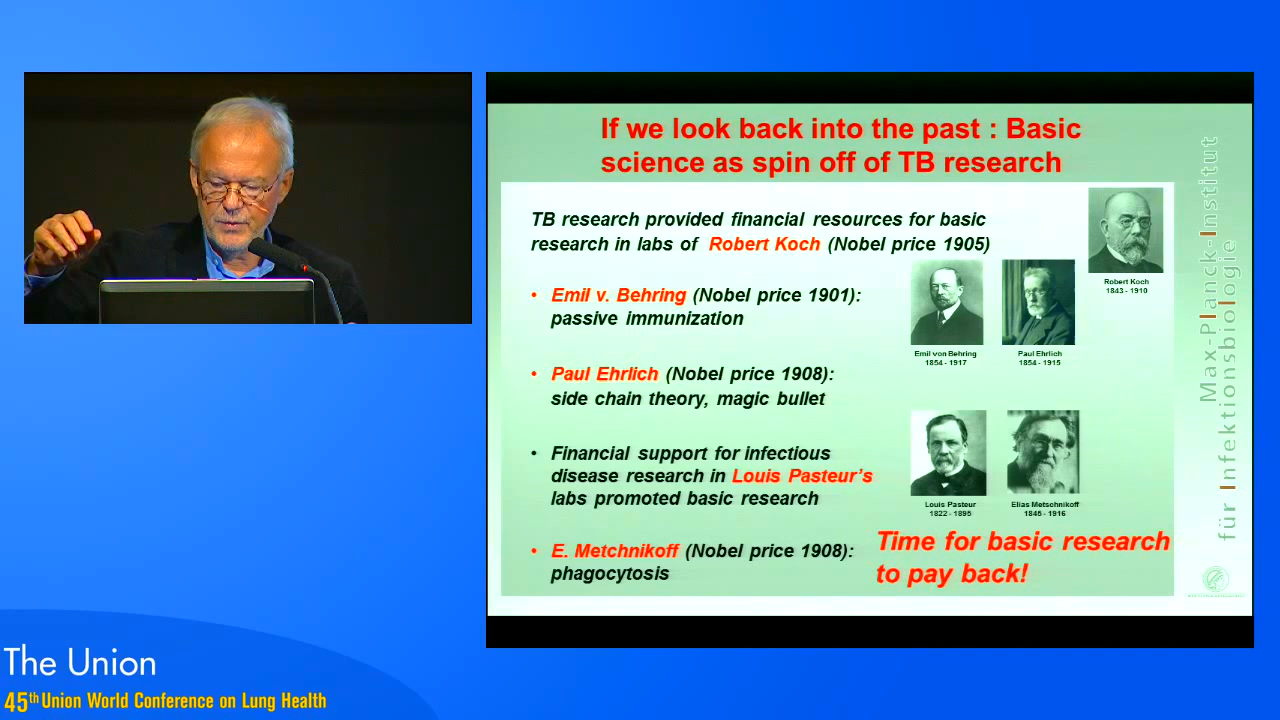 If we look back into the past : Basic
science as spin off of TB research
TB research provided financial resources for basic
research in labs of Robert Koch (Nobel price 1905)
Robert Koch
1843 - 1910
• Emil v. Behring (Nobel price 1901):
passive immunization
Emil von Behring
1854 - 1917
Paul Ehrlich
1854 - 1915
• Paul Ehrlich (Nobel price 1908):
side chain theory, magic bullet
• Financial support for infectious
disease research in Louis Pasteur's
labs promoted basic research
Louis Pasteur
1822 - 1895
Elias Metschnikoff
1845 - 1916
• E. Metchnikoff (Nobel price 1908):
phagocytosis
Time for basic research
to pay back!
Max-Planck-Institut
für Infektionsbiologie
The Union
45th Union World Conference on Lung Health